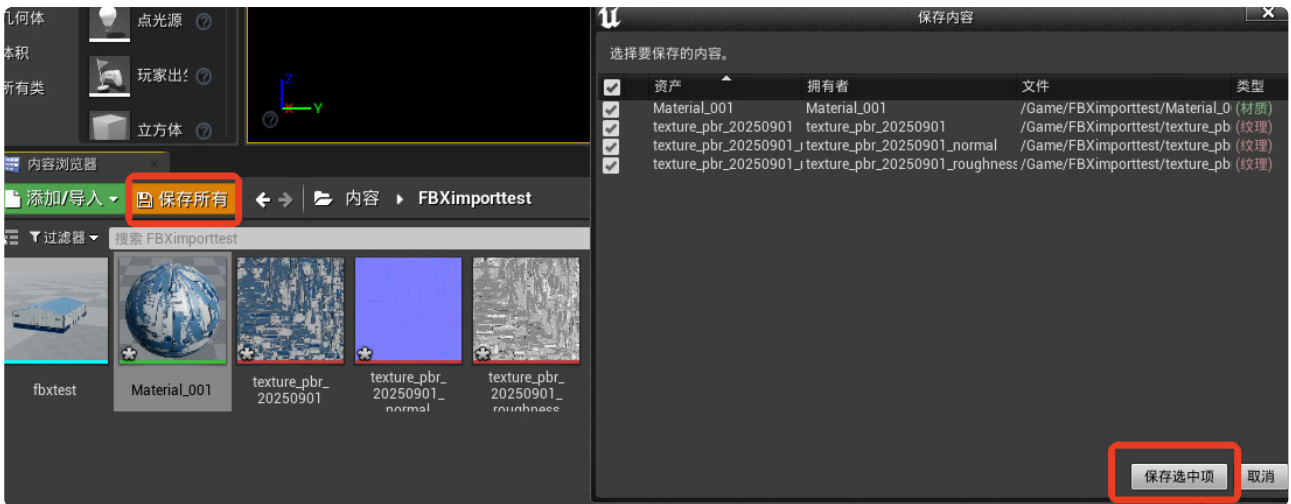 几何体
点光源
体积
玩家出生
所有类
立方体
内容浏览器
添加/导入
保存所有
内容
FBXimporttest
过滤器
搜索 FBXimporttest
fbxtest
Material_001
texture_pbr_
20250901
texture_pbr_
20250901_
normal
texture_pbr_
20250901_
roughness
保存内容
选择要保存的内容。
资产 拥有者 文件 类型
Material_001 Material_001 /Game/FBXimporttest/Material_0 (材质)
texture_pbr_20250901 texture_pbr_20250901 /Game/FBXimporttest/texture_pb (纹理)
texture_pbr_20250901_ texture_pbr_20250901_normal /Game/FBXimporttest/texture_pb (纹理)
texture_pbr_20250901_ texture_pbr_20250901_roughness /Game/FBXimporttest/texture_pb (纹理)
保存选中项
取消